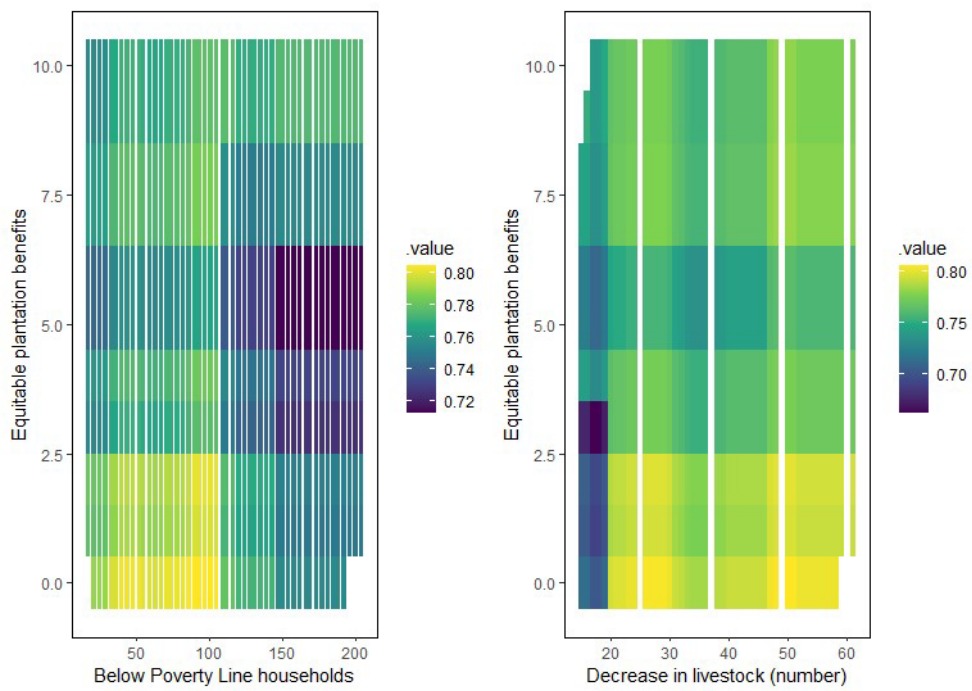 10.0
7.5
5.0
2.5
0.0
Equitable plantation benefits
50 100 150 200
Below Poverty Line households
.value
0.80
0.78
0.76
0.74
0.72
10.0
7.5
5.0
2.5
0.0
Equitable plantation benefits
20 30 40 50 60
Decrease in livestock (number)
.value
0.80
0.75
0.70